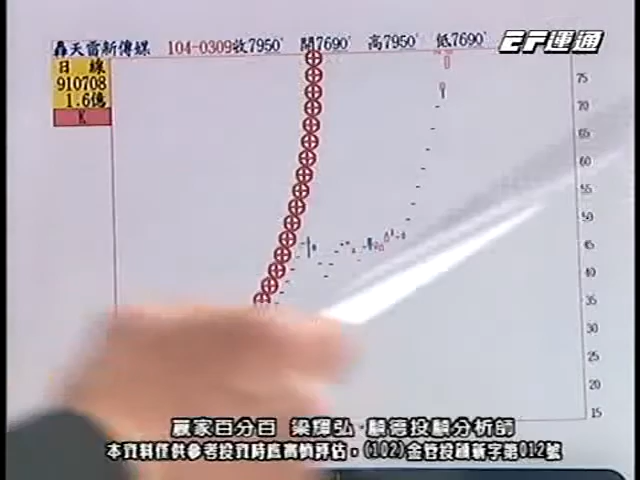 轟天雷新傳媒 104-0309收7950' 開7690' 高7950' 低7690'
EF運通
日 線
910708
1.6億
K
75
70
65
60
55
50
45
40
35
30
25
20
15
贏家百分百 梁輝弘-麟德投顧分析師
本資料僅供參考投資時應審慎評估。(102)金管投顧新字第012號